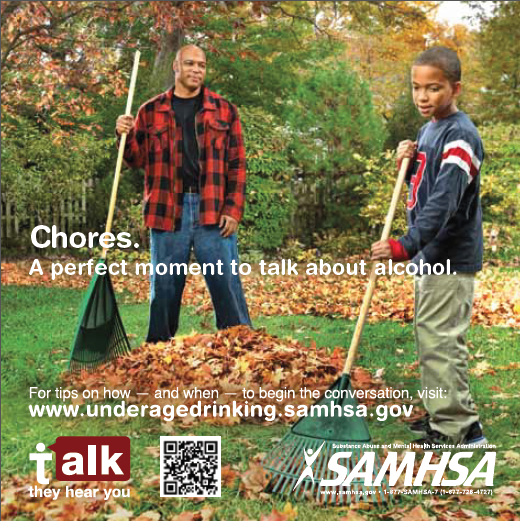 Chores.
A perfect moment to talk about alcohol.
For tips on how — and when — to begin the conversation, visit:
www.underagedrinking.samhsa.gov
talk
they hear you
Substance Abuse and Mental Health Services Administration
SAMHSA
www.samhsa.gov • 1-877-SAMHSA-7 (1-877-726-4727)